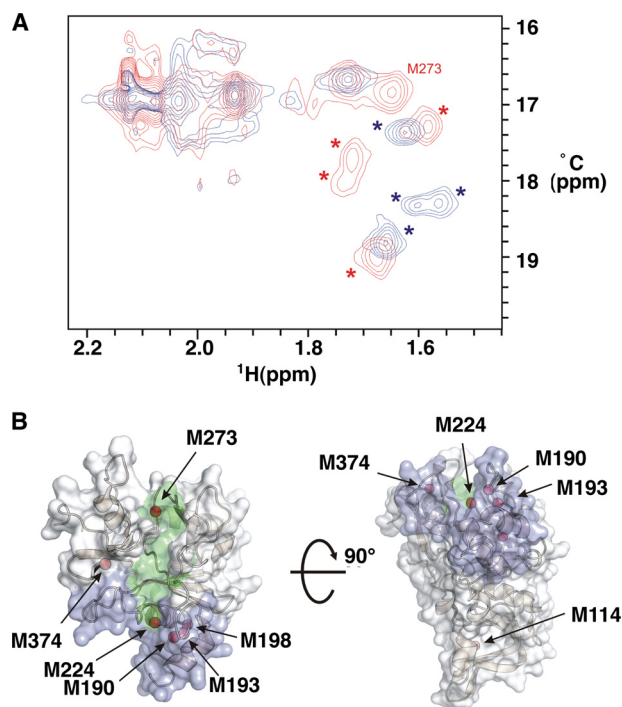 A
16
M273
17
°C
(ppm)
18
19
* * * * * * * *
2.2 2.0 1.8 1.6
¹H(ppm)
B
M273
M224
M374
M190
M193
90°
M374
M224
M190
M198
M193
M114